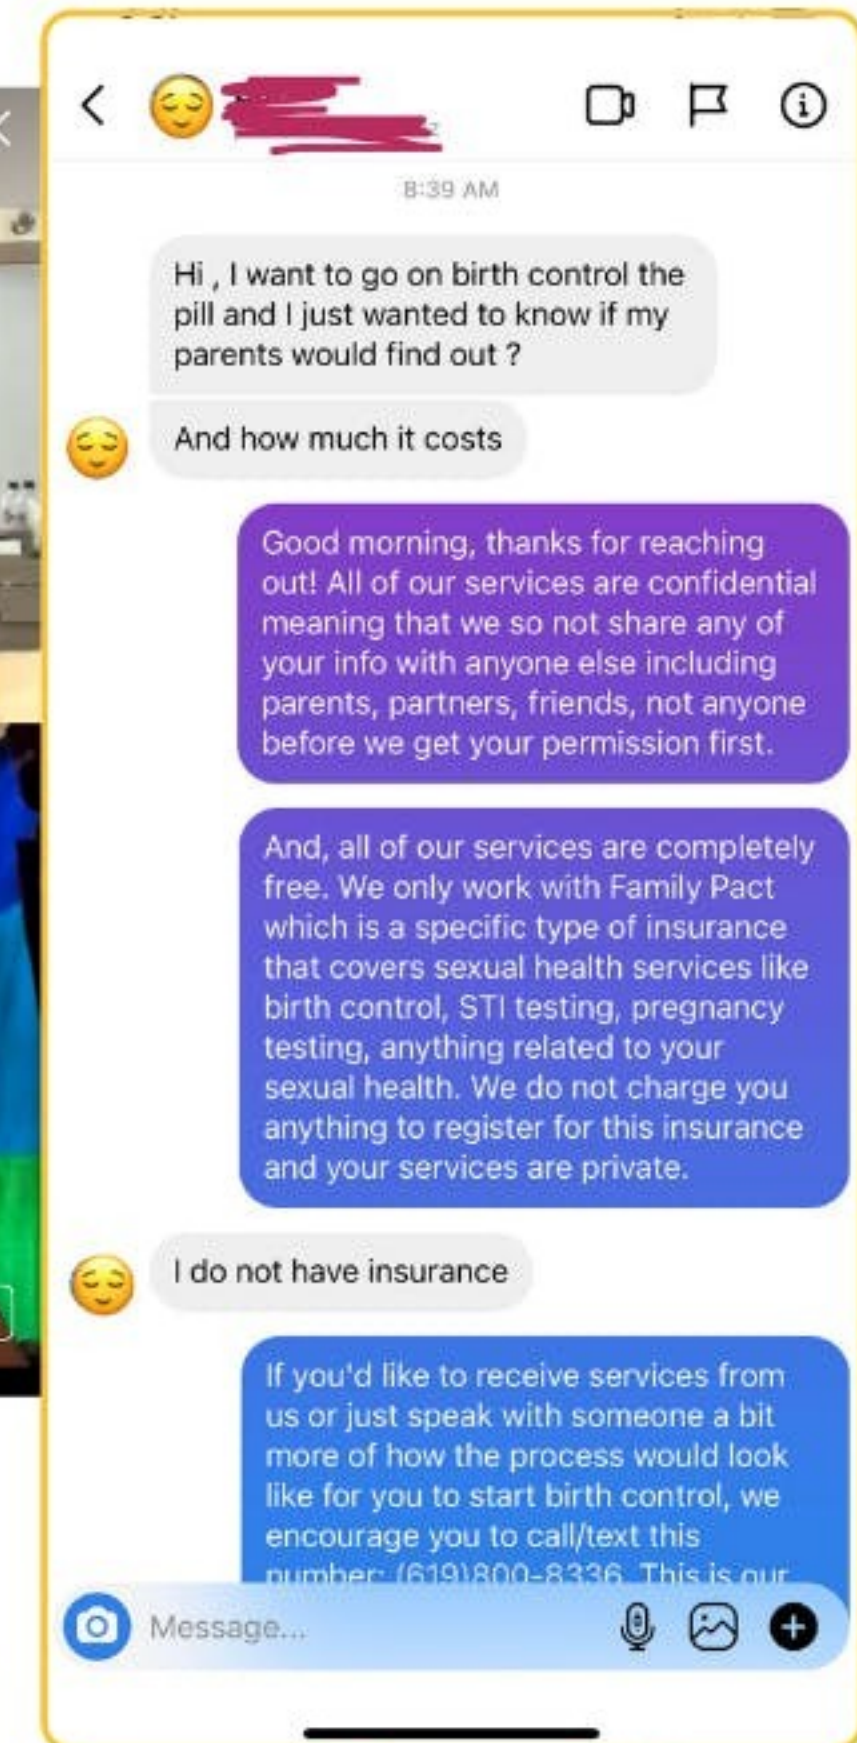 8:39 AM
Hi , I want to go on birth control the
pill and I just wanted to know if my
parents would find out ?
And how much it costs
Good morning, thanks for reaching
out! All of our services are confidential
meaning that we so not share any of
your info with anyone else including
parents, partners, friends, not anyone
before we get your permission first.
And, all of our services are completely
free. We only work with Family Pact
which is a specific type of insurance
that covers sexual health services like
birth control, STI testing, pregnancy
testing, anything related to your
sexual health. We do not charge you
anything to register for this insurance
and your services are private.
I do not have insurance
If you'd like to receive services from
us or just speak with someone a bit
more of how the process would look
like for you to start birth control, we
encourage you to call/text this
number: (619)800-8336. This is our
Message...